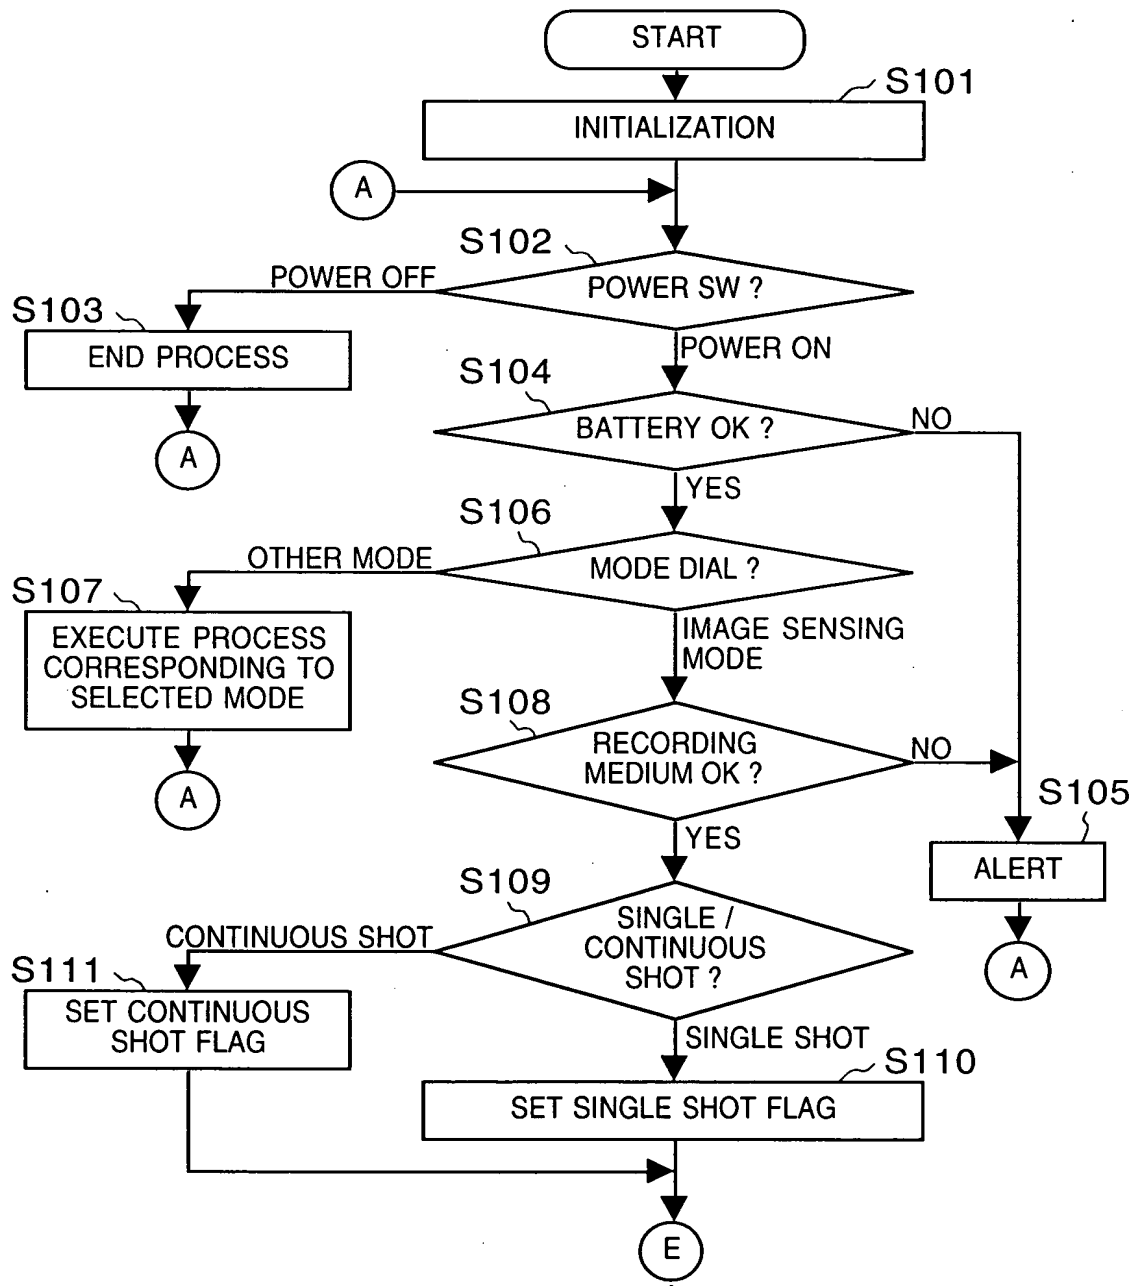 START
S101
INITIALIZATION
A
S102
POWER SW ?
POWER OFF
S103
END PROCESS
A
POWER ON
S104
BATTERY OK ?
NO
YES
S106
MODE DIAL ?
OTHER MODE
S107
EXECUTE PROCESS
CORRESPONDING TO
SELECTED MODE
A
IMAGE SENSING
MODE
S108
RECORDING
MEDIUM OK ?
NO
S105
ALERT
A
YES
S109
SINGLE /
CONTINUOUS
SHOT ?
CONTINUOUS SHOT
S111
SET CONTINUOUS
SHOT FLAG
SINGLE SHOT
S110
SET SINGLE SHOT FLAG
E